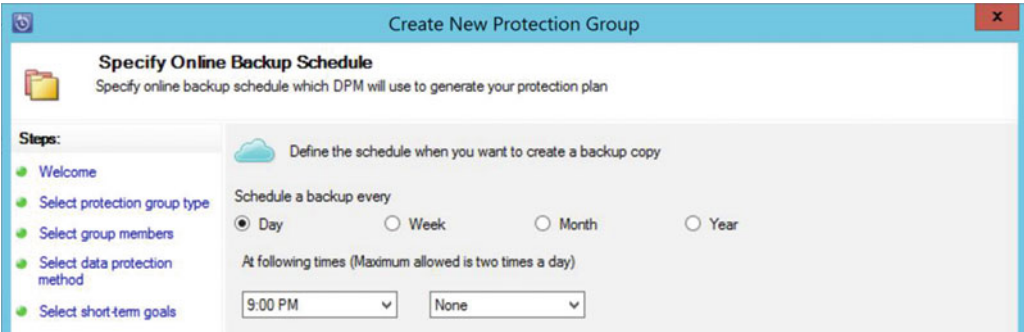 Create New Protection Group
x
Specify Online Backup Schedule
Specify online backup schedule which DPM will use to generate your protection plan
Steps:
Welcome
Select protection group type
Select group members
Select data protection
method
Select short-term goals
Define the schedule when you want to create a backup copy
Schedule a backup every
Day Week Month Year
At following times (Maximum allowed is two times a day)
9:00 PM None